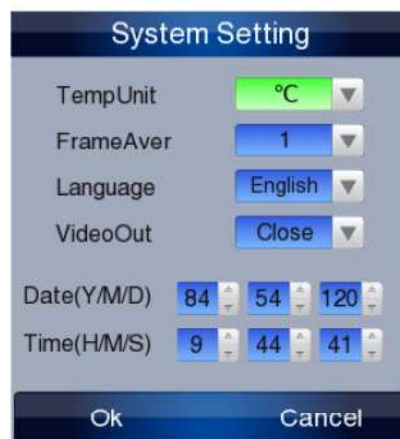 System Setting
TempUnit ℃
FrameAver 1
Language English
VideoOut Close
Date(Y/M/D) 84 54 120
Time(H/M/S) 9 44 41
Ok Cancel